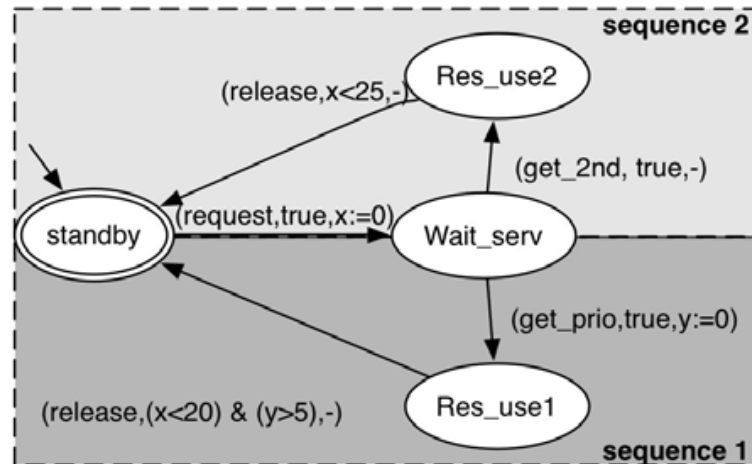 sequence 2
Res_use2
(release,x<25,-)
(get_2nd, true,-)
(request,true,x:=0)
standby
Wait_serv
(get_prio,true,y:=0)
(release,(x<20) & (y>5),-)
Res_use1
sequence 1